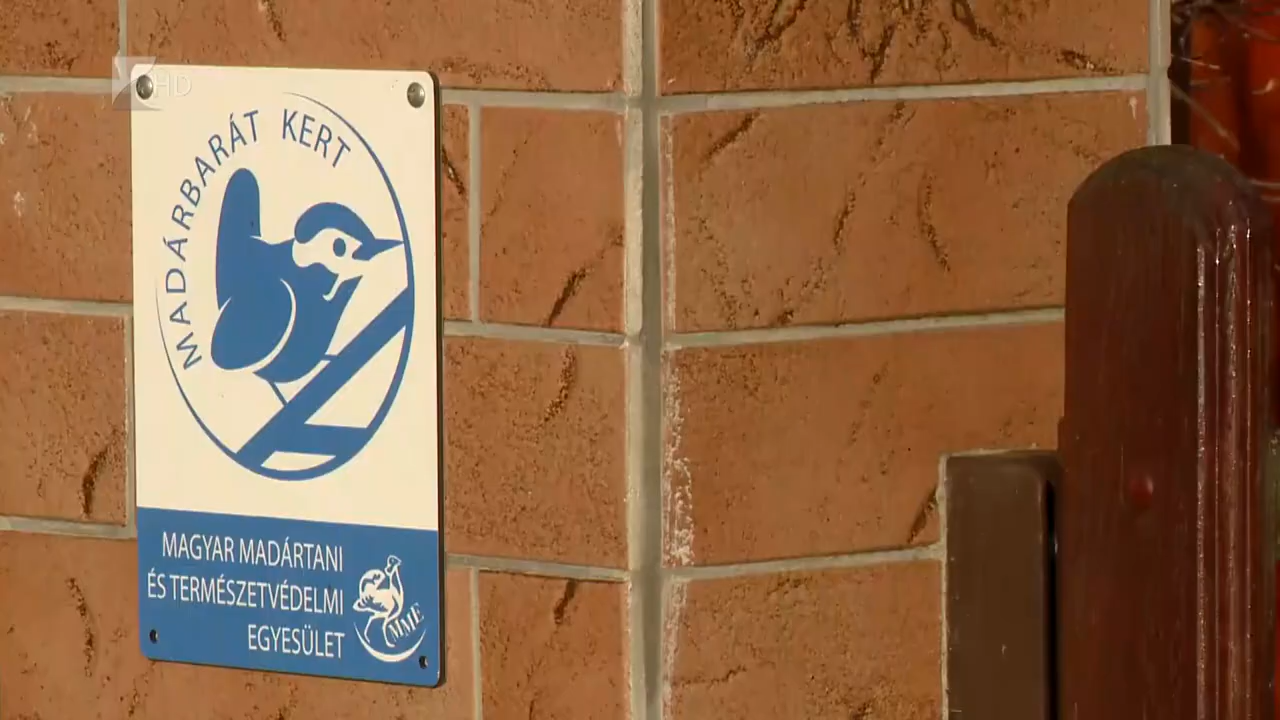 HD
MADÁRBARÁT KERT
MAGYAR MADÁRTANI
ÉS TERMÉSZETVÉDELMI
EGYESÜLET
MME